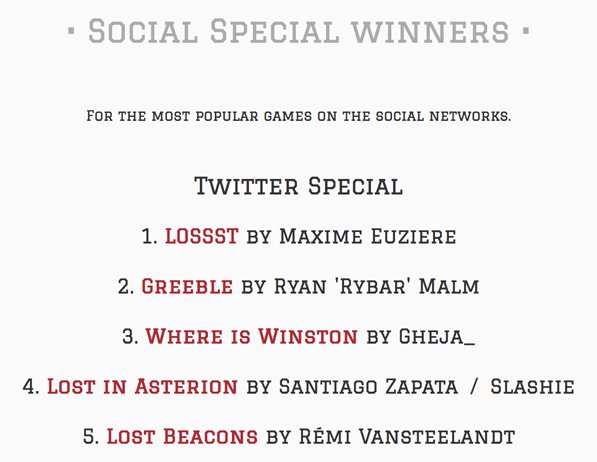 · Social Special winners ·
For the most popular games on the social networks.
Twitter Special
1. LOSSST by Maxime Euziere
2. Greeble by Ryan 'Rybar' Malm
3. Where is Winston by Gheja_
4. Lost in Asterion by Santiago Zapata / Slashie
5. Lost Beacons by Rémi Vansteelandt